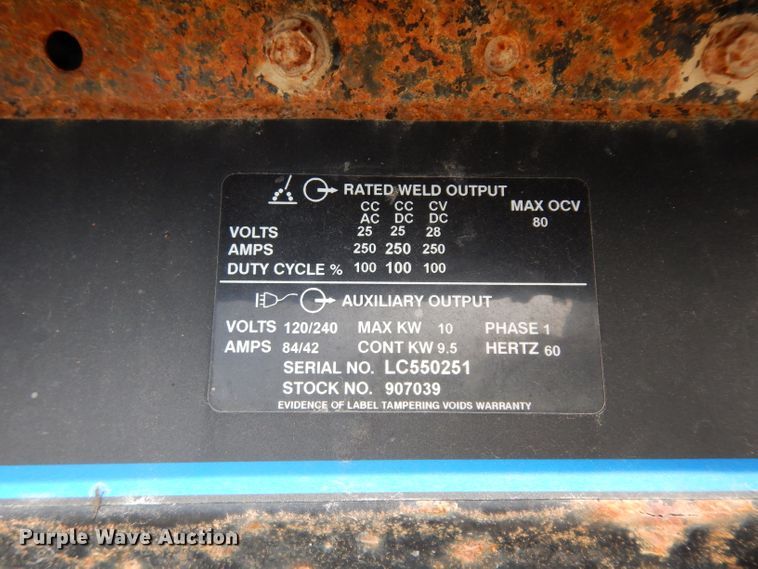 RATED WELD OUTPUT
MAX OCV
80
CC CC CV
AC DC DC
VOLTS 25 25 28
AMPS 250 250 250
DUTY CYCLE % 100 100 100
AUXILIARY OUTPUT
VOLTS 120/240 MAX KW 10 PHASE 1
AMPS 84/42 CONT KW 9.5 HERTZ 60
SERIAL NO. LC550251
STOCK NO. 907039
EVIDENCE OF LABEL TAMPERING VOIDS WARRANTY
Purple Wave Auction